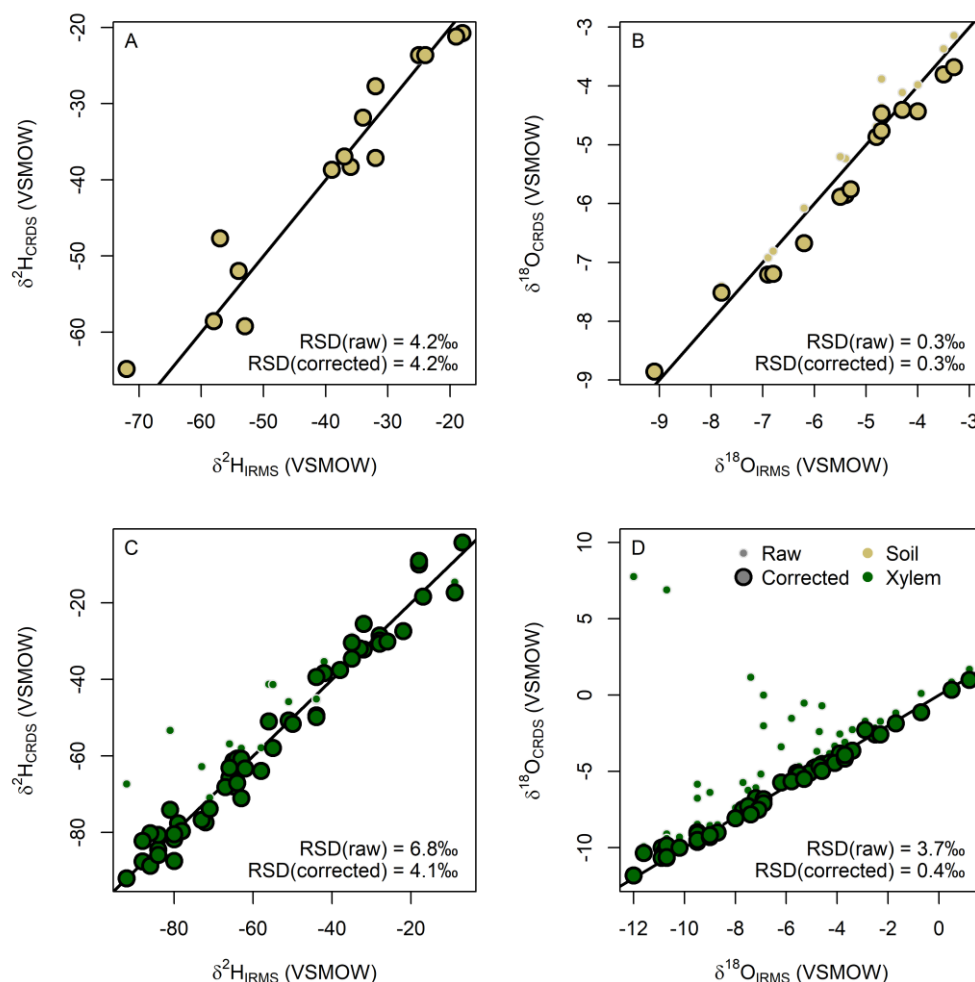 A
-20
-30
-40
-50
-60
δ²H_CRDS (VSMOW)
RSD(raw) = 4.2‰
RSD(corrected) = 4.2‰
-70 -60 -50 -40 -30 -20
δ²H_IRMS (VSMOW)
B
-3
-4
-5
-6
-7
-8
-9
δ¹⁸O_CRDS (VSMOW)
RSD(raw) = 0.3‰
RSD(corrected) = 0.3‰
-9 -8 -7 -6 -5 -4 -3
δ¹⁸O_IRMS (VSMOW)
C
-20
-40
-60
-80
δ²H_CRDS (VSMOW)
RSD(raw) = 6.8‰
RSD(corrected) = 4.1‰
-80 -60 -40 -20
δ²H_IRMS (VSMOW)
D
Raw Soil
Corrected Xylem
10
5
0
-5
-10
δ¹⁸O_CRDS (VSMOW)
RSD(raw) = 3.7‰
RSD(corrected) = 0.4‰
-12 -10 -8 -6 -4 -2 0
δ¹⁸O_IRMS (VSMOW)